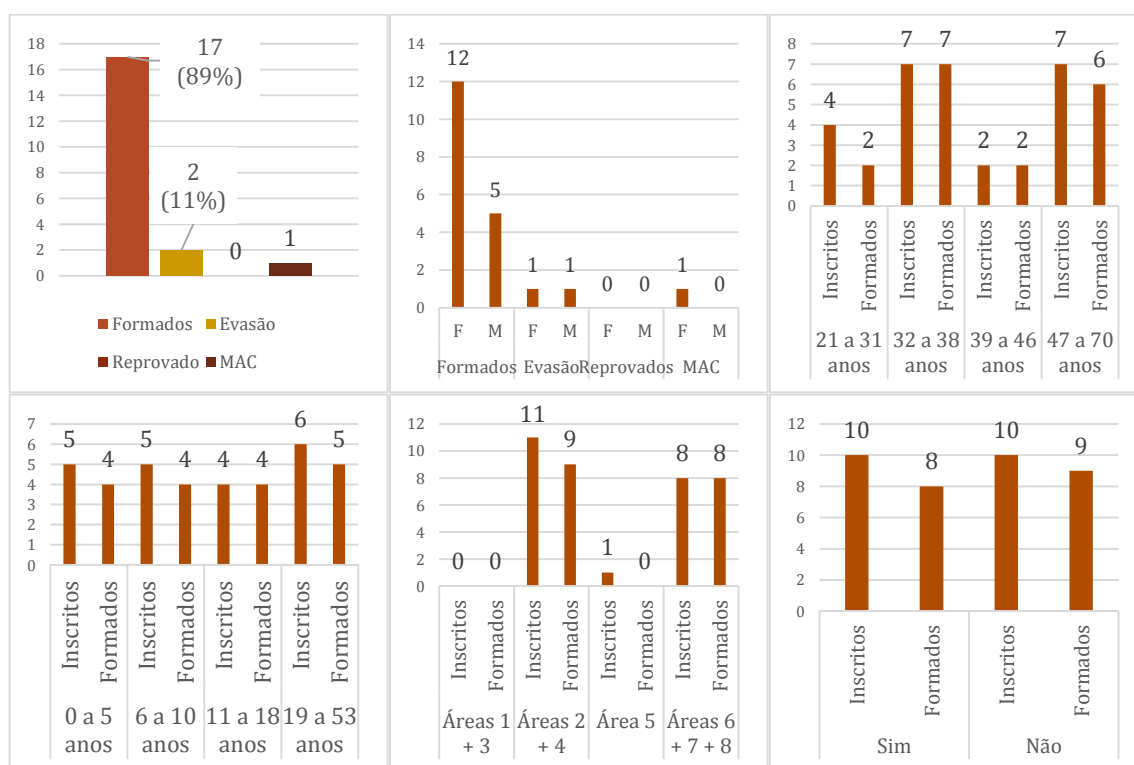 18
16
14
12
10
8
6
4
2
0
17
(89%)
2
(11%)
0
1
Formados
Evasão
Reprovado
MAC
14
12
10
8
6
4
2
0
12
5
1
1
0
0
1
0
F M F M F M F M
Formados Evasão Reprovados MAC
8
7
6
5
4
3
2
1
0
4
2
7
7
2
2
7
6
Inscritos
Formados
Inscritos
Formados
Inscritos
Formados
Inscritos
Formados
21 a 31 32 a 38 39 a 46 47 a 70
anos anos anos anos
7
6
5
4
3
2
1
0
5
4
5
4
4
4
6
5
Inscritos
Formados
Inscritos
Formados
Inscritos
Formados
Inscritos
Formados
0 a 5 6 a 10 11 a 18 19 a 53
anos anos anos anos
12
10
8
6
4
2
0
0
0
11
9
1
0
8
8
Inscritos
Formados
Inscritos
Formados
Inscritos
Formados
Inscritos
Formados
Áreas 1 Áreas 2 Área 5 Áreas 6
+ 3 + 4 + 7 + 8
12
10
8
6
4
2
0
10
8
10
9
Inscritos
Formados
Inscritos
Formados
Sim Não